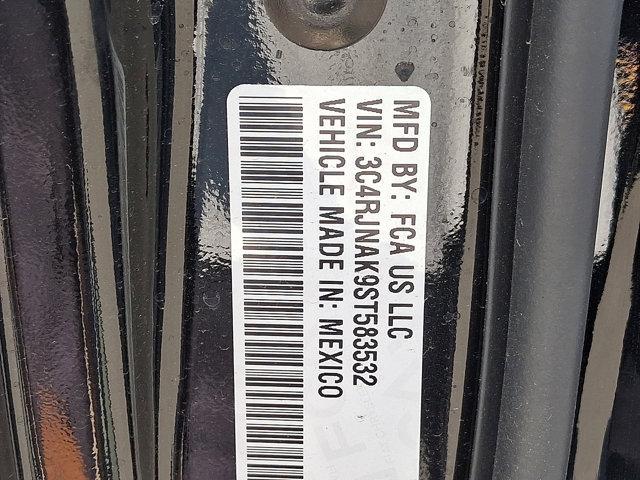 MFD BY: FCA US LLC
VIN: 3C4RJNAK9ST583532
VEHICLE MADE IN: MEXICO